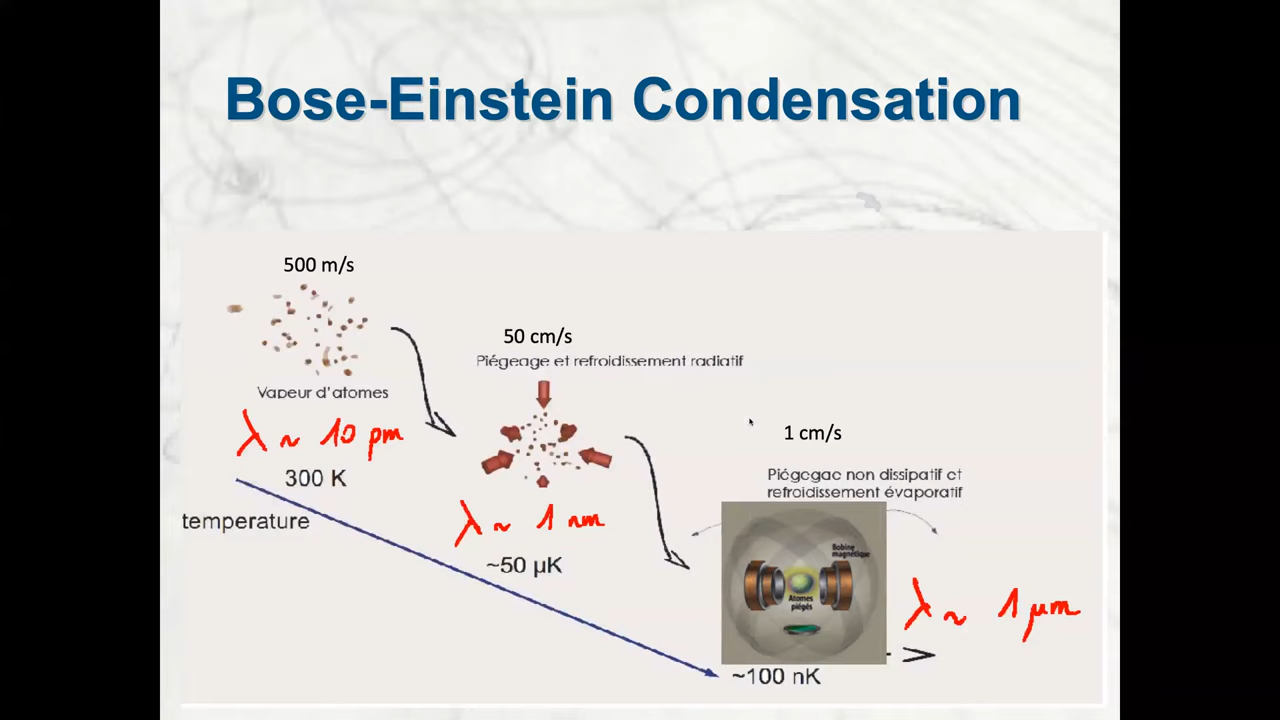 Bose-Einstein Condensation
500 m/s
Vapeur d'atomes
λ ~ 10 pm
300 K
temperature
50 cm/s
Piégeage et refroidissement radiatif
λ ~ 1 nm
~50 µK
1 cm/s
Piégegae non dissipatif et
refroidissement évaporatif
Bobine
magnétique
Atomes
piégés
λ ~ 1 µm
~100 nK